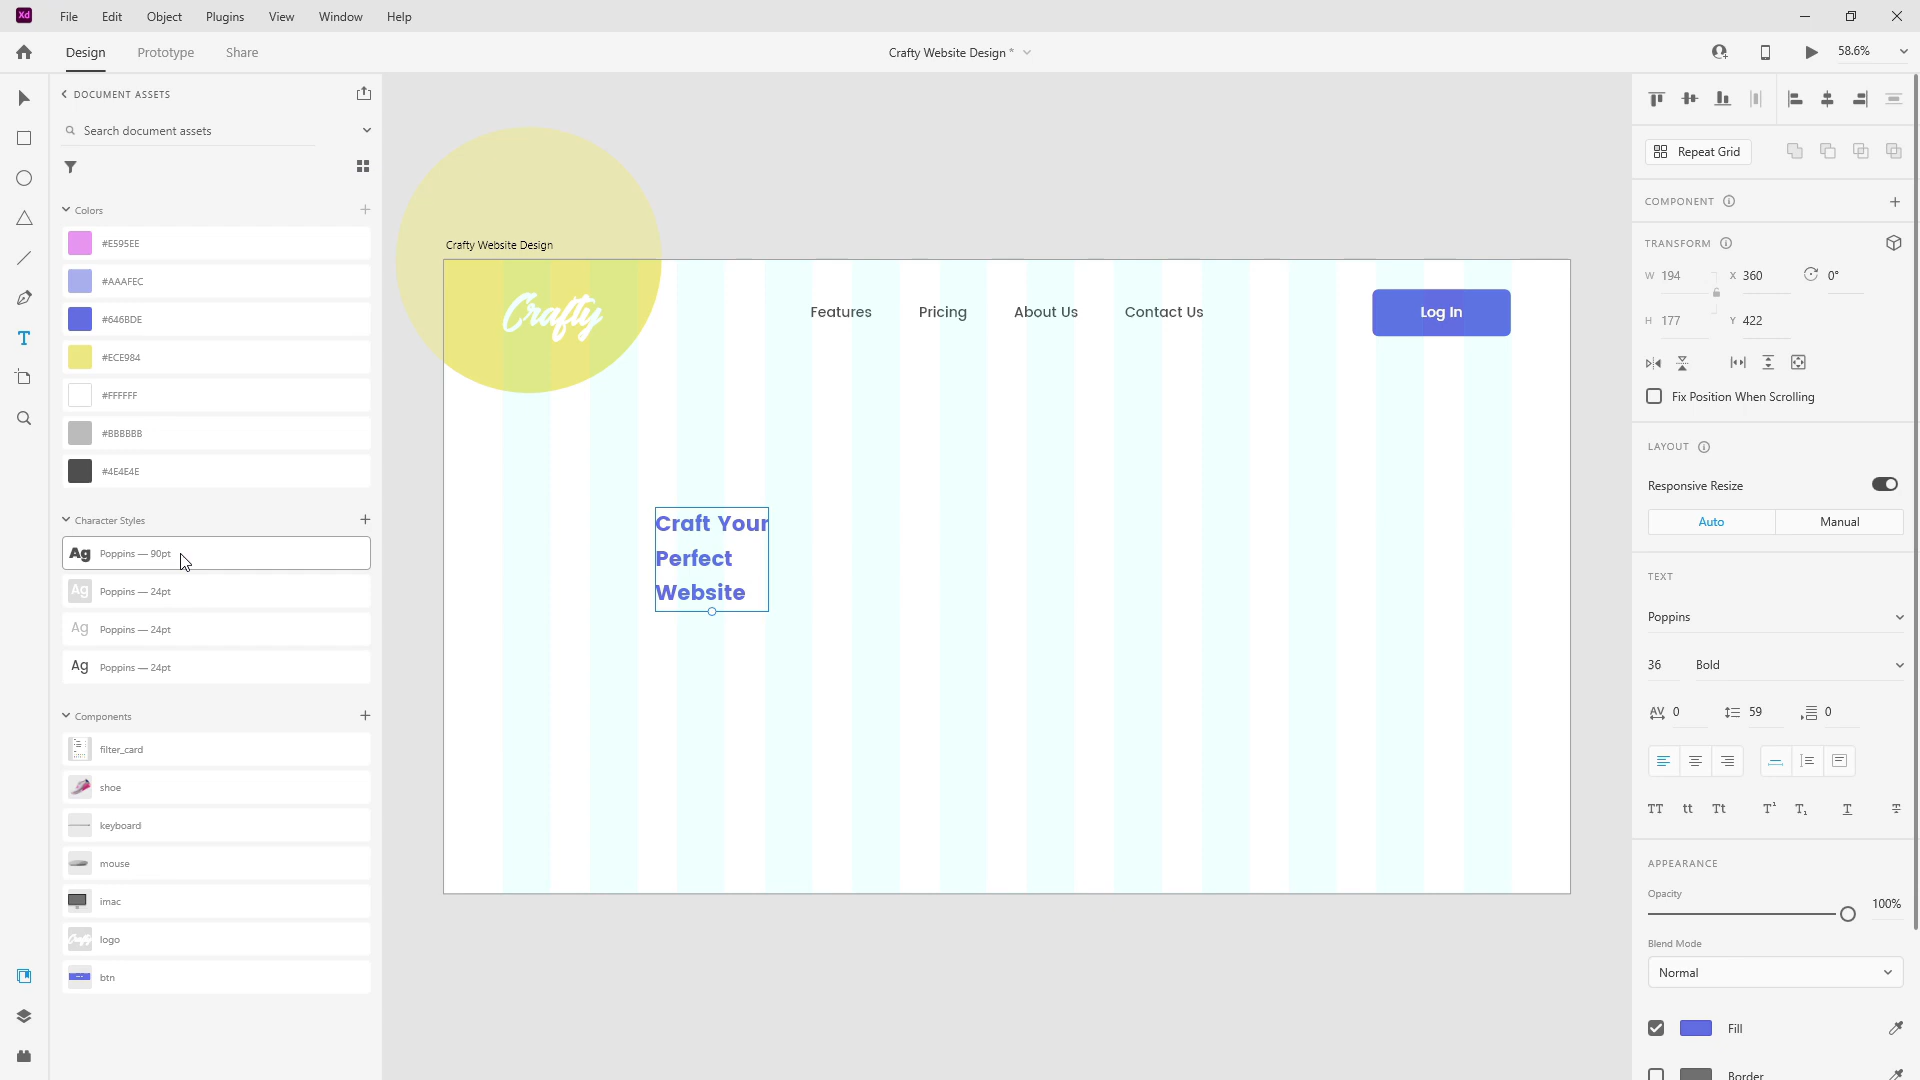 Xd
File Edit Object Plugins View Window Help
Design Prototype Share
Crafty Website Design *
58.6%
DOCUMENT ASSETS
Search document assets
Colors
#E595EE
#AAAFEC
#646BDE
#ECE984
#FFFFFF
#BBBBBB
#4E4E4E
Character Styles
Ag Poppins — 90pt
Ag Poppins — 24pt
Ag Poppins — 24pt
Ag Poppins — 24pt
Components
filter_card
shoe
keyboard
mouse
imac
Crafty logo
btn
Crafty Website Design
Crafty
Features Pricing About Us Contact Us
Log In
Craft Your
Perfect
Website
Repeat Grid
COMPONENT
TRANSFORM
W 194 X 360 0°
H 177 Y 422
Fix Position When Scrolling
LAYOUT
Responsive Resize
Auto Manual
TEXT
Poppins
36 Bold
AV 0 59 0
TT tt Tt T¹ T₁ T T
APPEARANCE
Opacity
100%
Blend Mode
Normal
Fill
Border